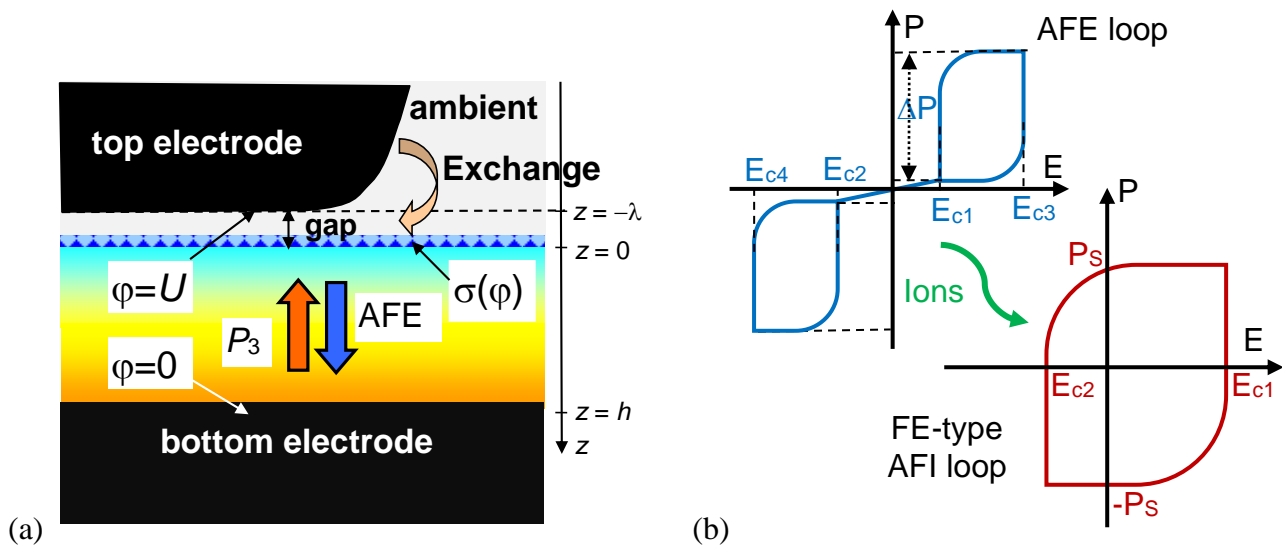 ambient
top electrode
Exchange
z = −λ
gap
z = 0
φ=U
σ(φ)
P3
AFE
φ=0
z = h
bottom electrode
z
(a)
P
AFE loop
ΔP
Ec4
Ec2
E
Ec1
Ec3
Ions
P
PS
E
Ec2
Ec1
FE-type
AFI loop
-PS
(b)